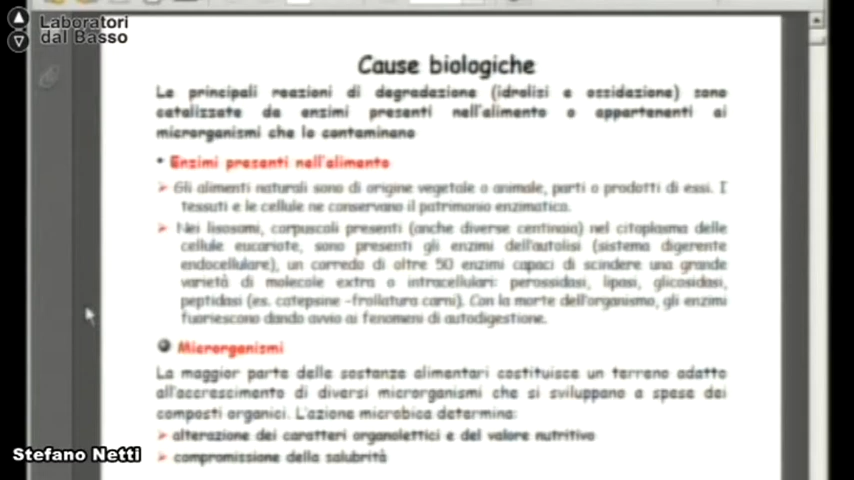 Laboratori
dal Basso
Cause biologiche
Le principali reazioni di degradazione (idrolisi e ossidazione) sono
catalizzate da enzimi presenti nell'alimento o appartenenti ai
microrganismi che lo contaminano
• Enzimi presenti nell'alimento
Gli alimenti naturali sono di origine vegetale o animale, parti o prodotti di essi. I
tessuti e le cellule ne conservano il patrimonio enzimatico.
Nei lisosomi, corpuscoli presenti (anche diverse centinaia) nel citoplasma delle
cellule eucariote, sono presenti gli enzimi dell'autolisi (sistema digerente
endocellulare), un corredo di oltre 50 enzimi capaci di scindere una grande
varietà di molecole extra o intracellulari: perossidasi, lipasi, glicosidasi,
peptidasi (es. catepsine -frollatura carni). Con la morte dell'organismo, gli enzimi
fuoriescono dando avvio ai fenomeni di autodigestione.
Microrganismi
La maggior parte delle sostanze alimentari costituisce un terreno adatto
all'accrescimento di diversi microrganismi che si sviluppano a spese dei
composti organici. L'azione microbica determina:
alterazione dei caratteri organolettici e del valore nutritivo
compromissione della salubrità
Stefano Netti